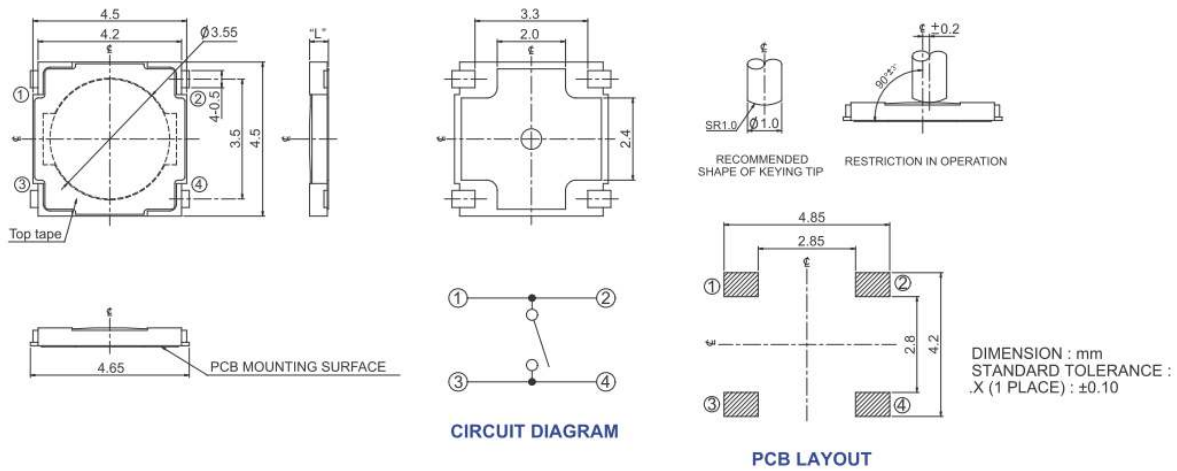 4.5
4.2
Ø3.55
"L"
①
②
4-0.5
3.5
4.5
③
④
Top tape
3.3
2.0
2.4
SR1.0
Ø1.0
RECOMMENDED
SHAPE OF KEYING TIP
±0.2
90°±3°
RESTRICTION IN OPERATION
4.65
PCB MOUNTING SURFACE
①
②
③
④
CIRCUIT DIAGRAM
4.85
2.85
①
②
2.8
4.2
③
④
PCB LAYOUT
DIMENSION : mm
STANDARD TOLERANCE :
.X (1 PLACE) : ±0.10